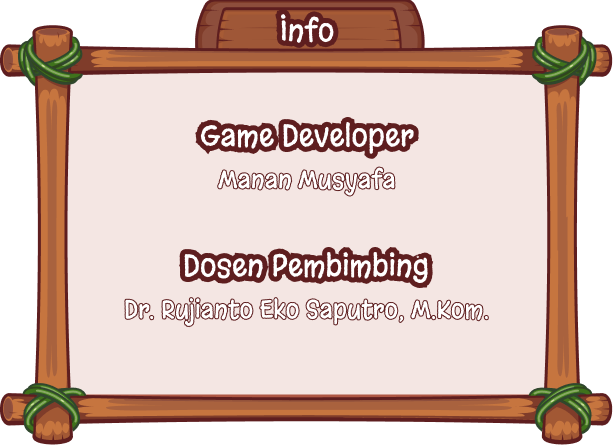 info
Game Developer
Manan Musyafa
Dosen Pembimbing
Dr. Rujianto Eko Saputro, M.Kom.